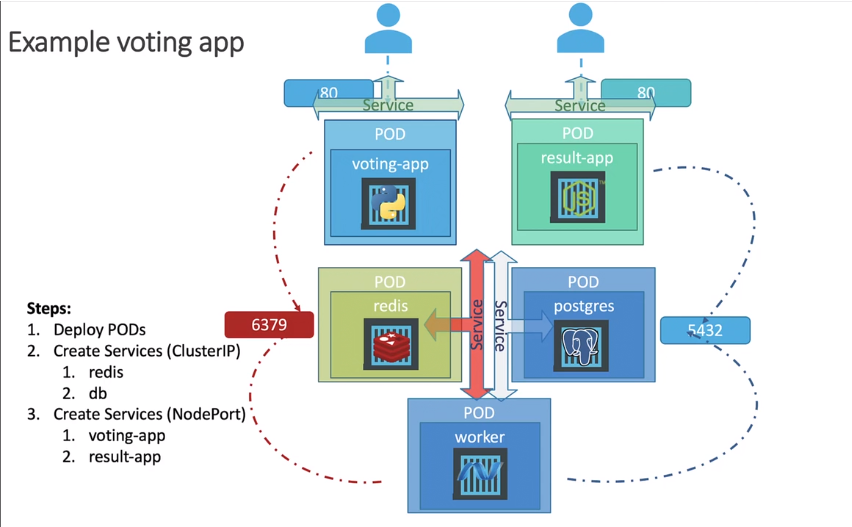 Example voting app
80
80
Service
Service
POD
POD
voting-app
result-app
JS
POD
POD
redis
postgres
Service
Service
6379
5432
Steps:
1. Deploy PODs
2. Create Services (ClusterIP)
1. redis
2. db
3. Create Services (NodePort)
1. voting-app
2. result-app
POD
worker